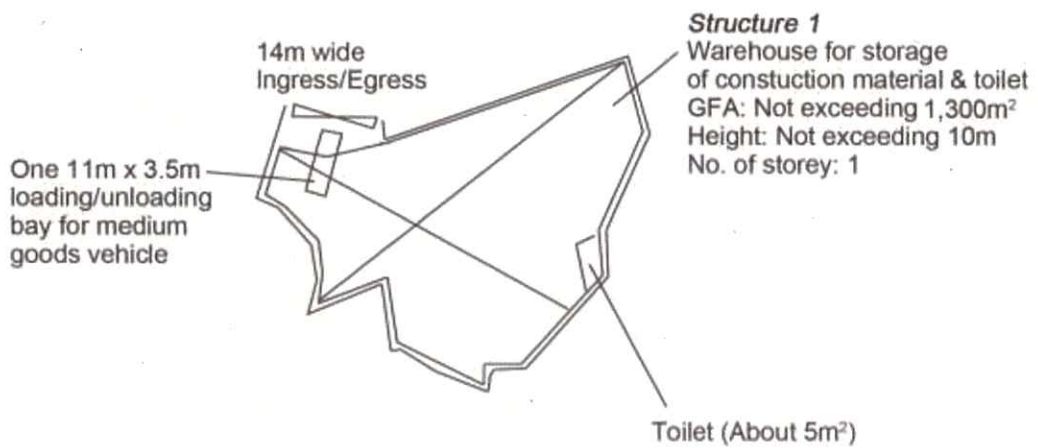 Structure 1
Warehouse for storage
of constuction material & toilet
GFA: Not exceeding 1,300m²
Height: Not exceeding 10m
No. of storey: 1
14m wide
Ingress/Egress
One 11m x 3.5m
loading/unloading
bay for medium
goods vehicle
Toilet (About 5m²)